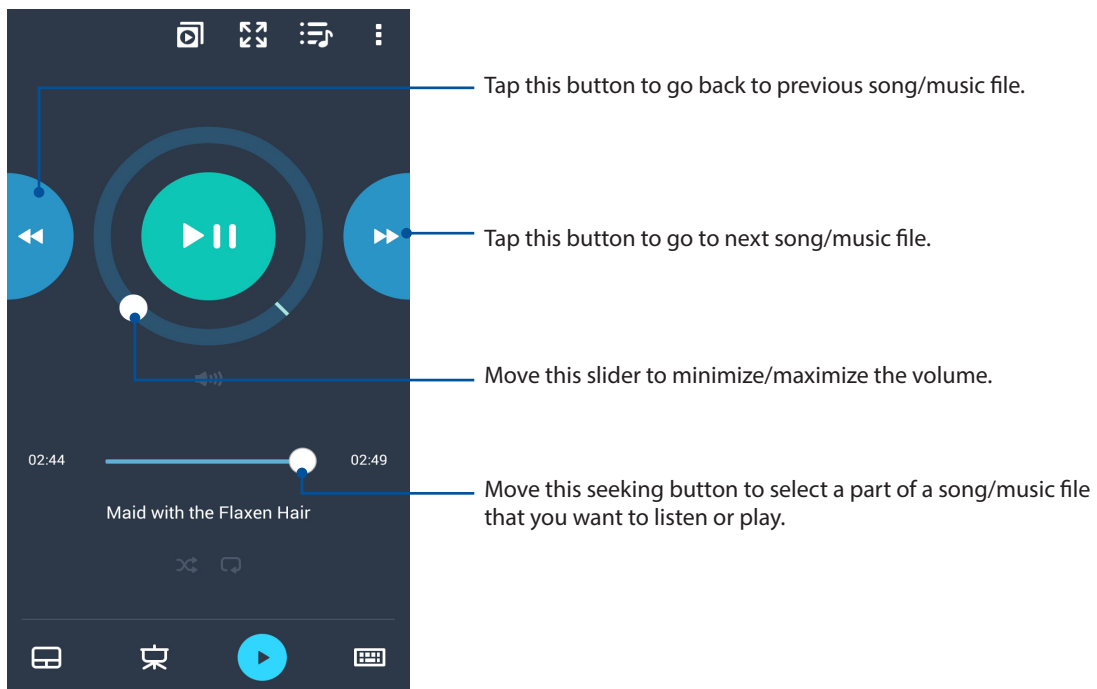 Tap this button to go back to previous song/music file.
Tap this button to go to next song/music file.
Move this slider to minimize/maximize the volume.
02:44
02:49
Move this seeking button to select a part of a song/music file
that you want to listen or play.
Maid with the Flaxen Hair